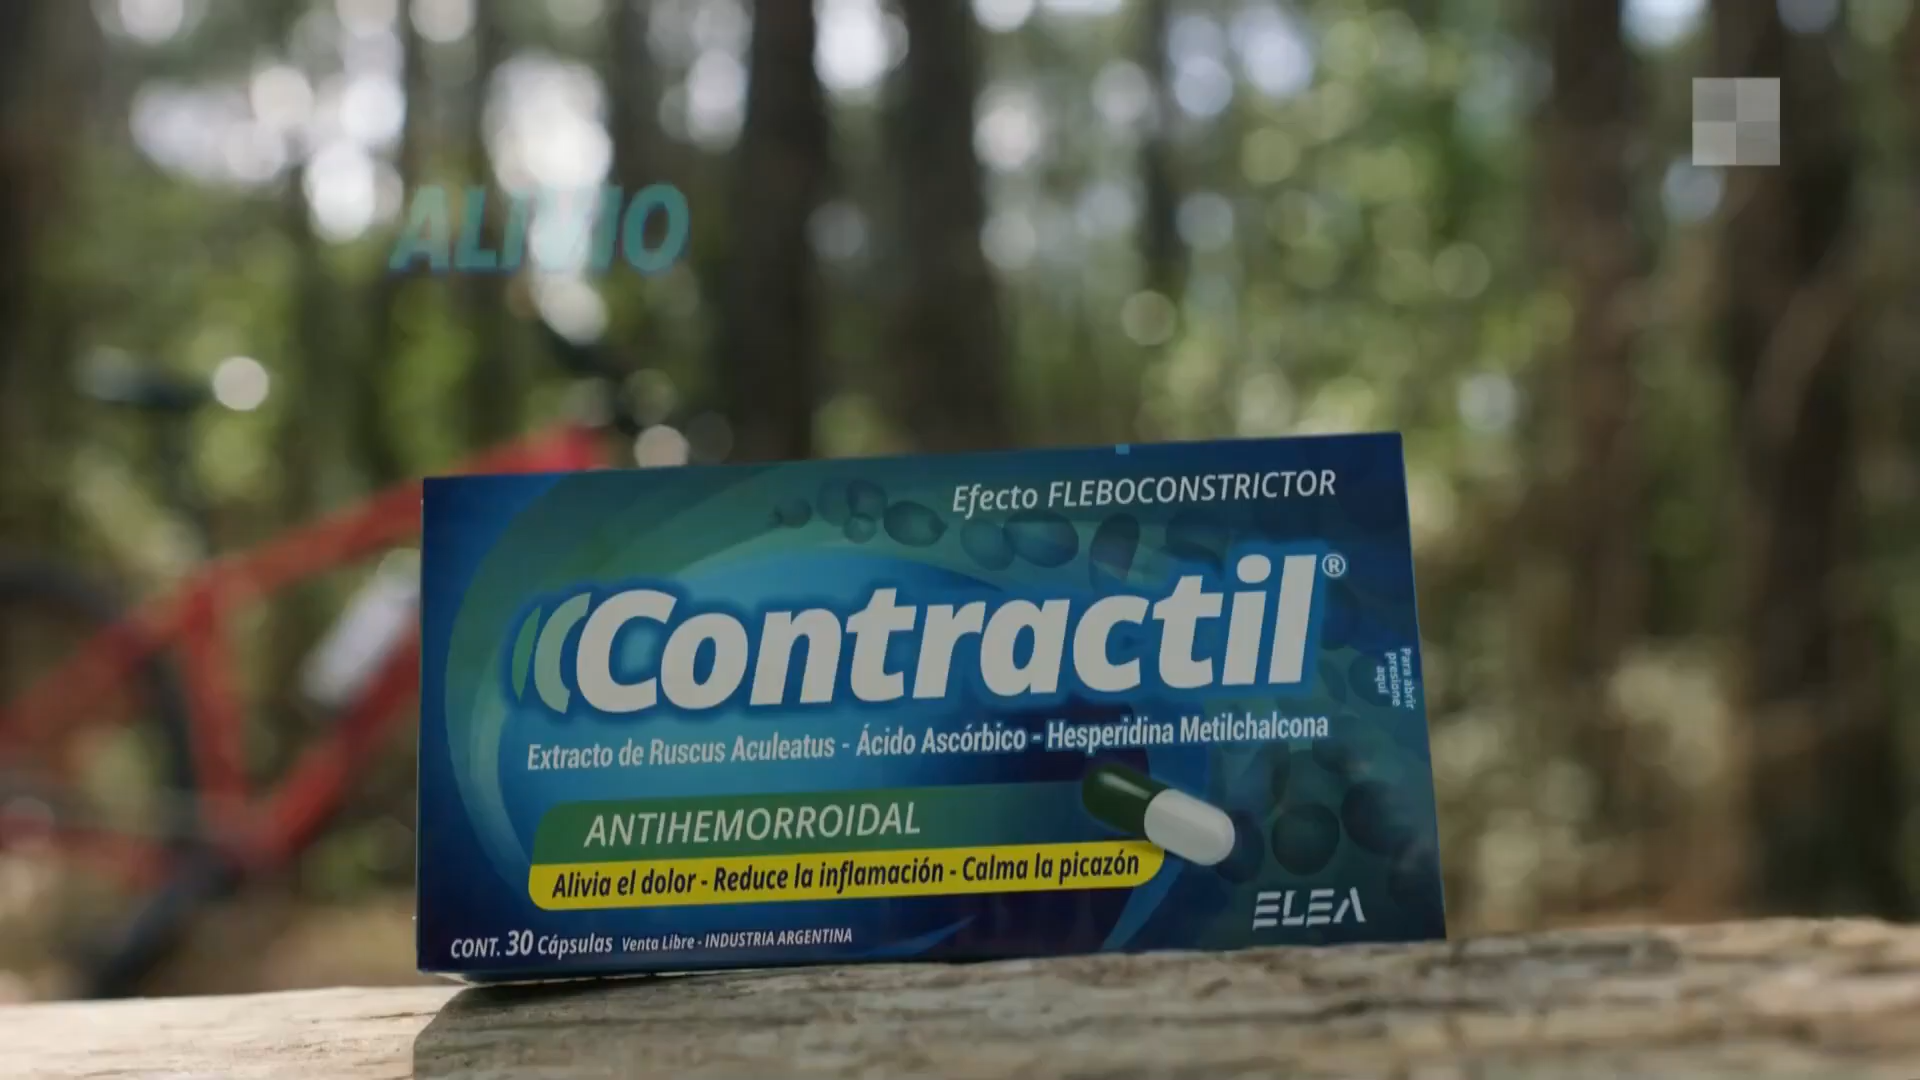 ALIVIO
Efecto FLEBOCONSTRICTOR
Contractil®
Extracto de Ruscus Aculeatus - Ácido Ascórbico - Hesperidina Metilchalcona
ANTIHEMORROIDAL
Alivia el dolor - Reduce la inflamación - Calma la picazón
CONT. 30 Cápsulas Venta Libre - INDUSTRIA ARGENTINA
ELEA
Para abrir
presione
aquí